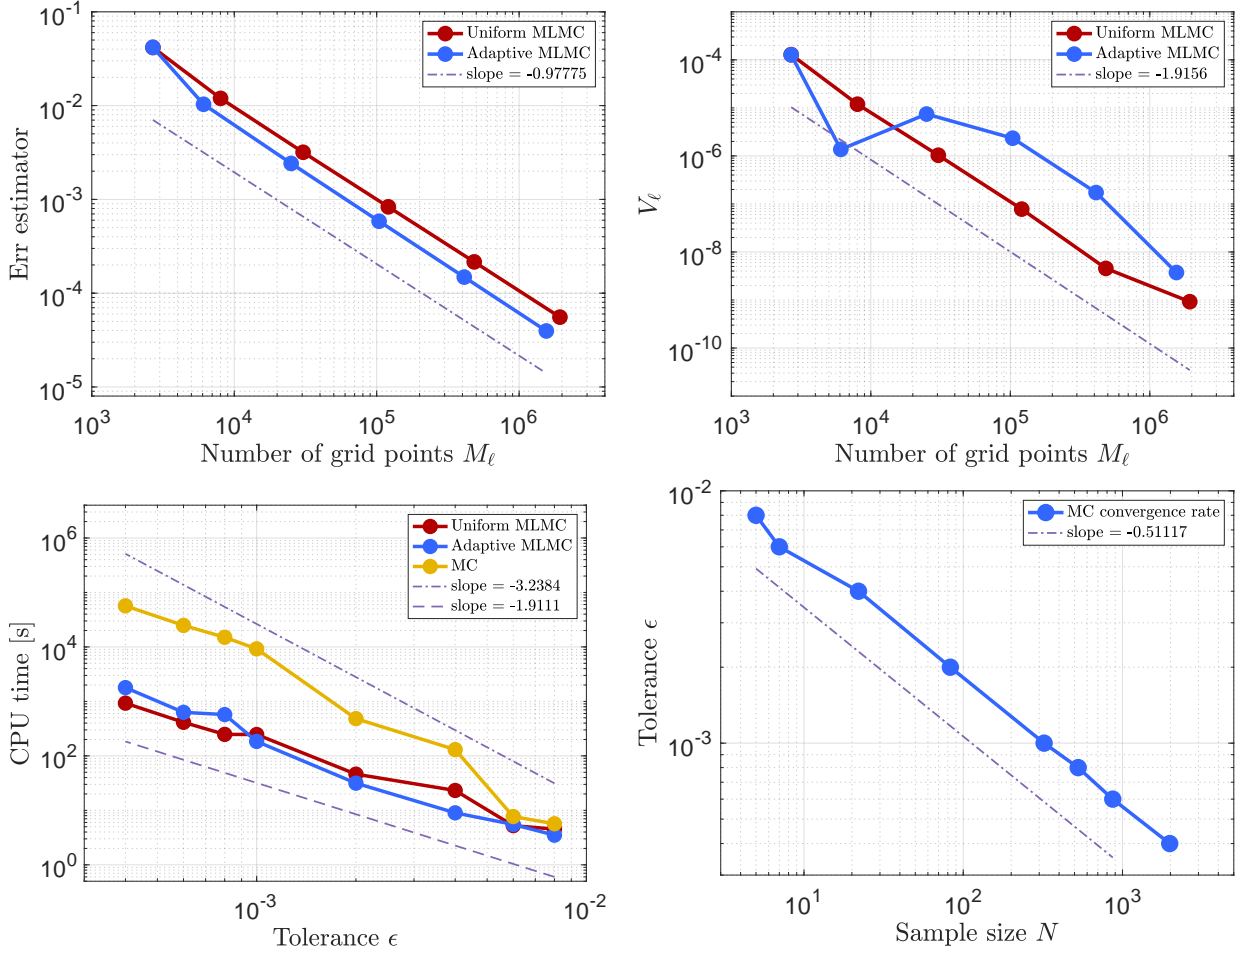 10^-1
10^-2
10^-3
10^-4
10^-5
Err estimator
Uniform MLMC
Adaptive MLMC
slope = -0.97775
10^3 10^4 10^5 10^6
Number of grid points M_ℓ
10^-4
10^-6
10^-8
10^-10
V_ℓ
Uniform MLMC
Adaptive MLMC
slope = -1.9156
10^3 10^4 10^5 10^6
Number of grid points M_ℓ
10^6
10^4
10^2
10^0
CPU time [s]
Uniform MLMC
Adaptive MLMC
MC
slope = -3.2384
slope = -1.9111
10^-3 10^-2
Tolerance ϵ
10^-2
10^-3
Tolerance ϵ
MC convergence rate
slope = -0.51117
10^1 10^2 10^3
Sample size N